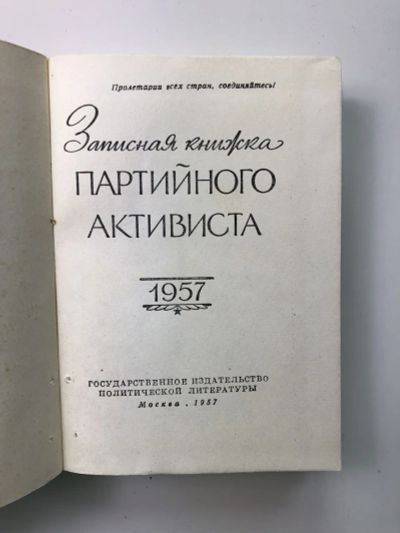 Пролетарии всех стран, соединяйтесь!
Записная книжка
ПАРТИЙНОГО
АКТИВИСТА
1957
ГОСУДАРСТВЕННОЕ ИЗДАТЕЛЬСТВО
ПОЛИТИЧЕСКОЙ ЛИТЕРАТУРЫ
Москва . 1957